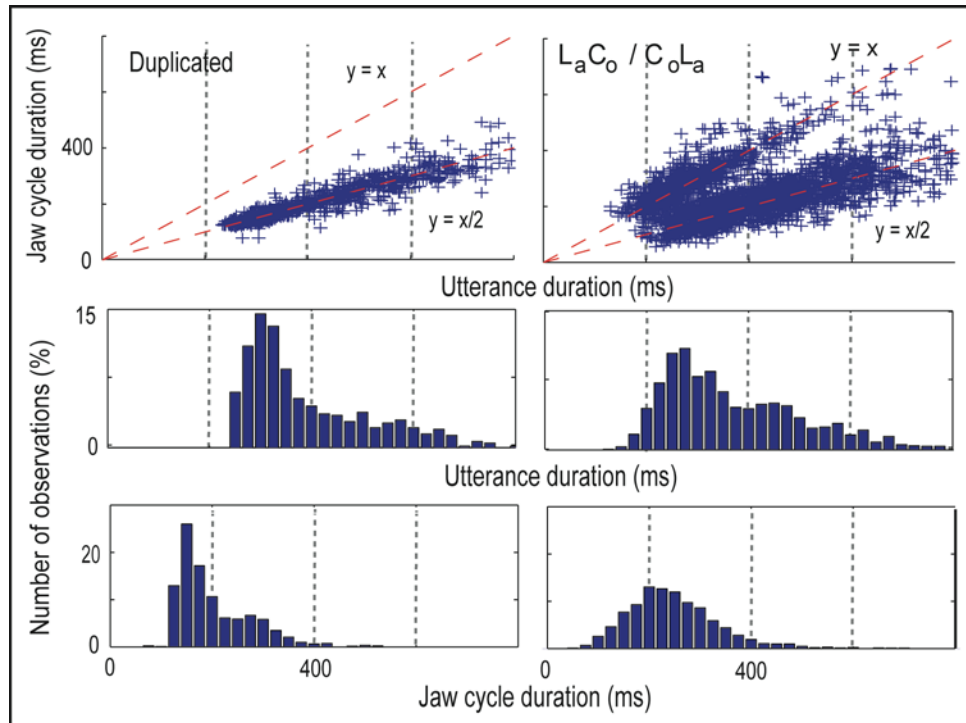 Jaw cycle duration (ms)
Duplicated
y = x
y = x/2
400
0
LaCo / CoLa
y = x
y = x/2
Utterance duration (ms)
Number of observations (%)
15
0
Utterance duration (ms)
20
0
0
400
400
Jaw cycle duration (ms)